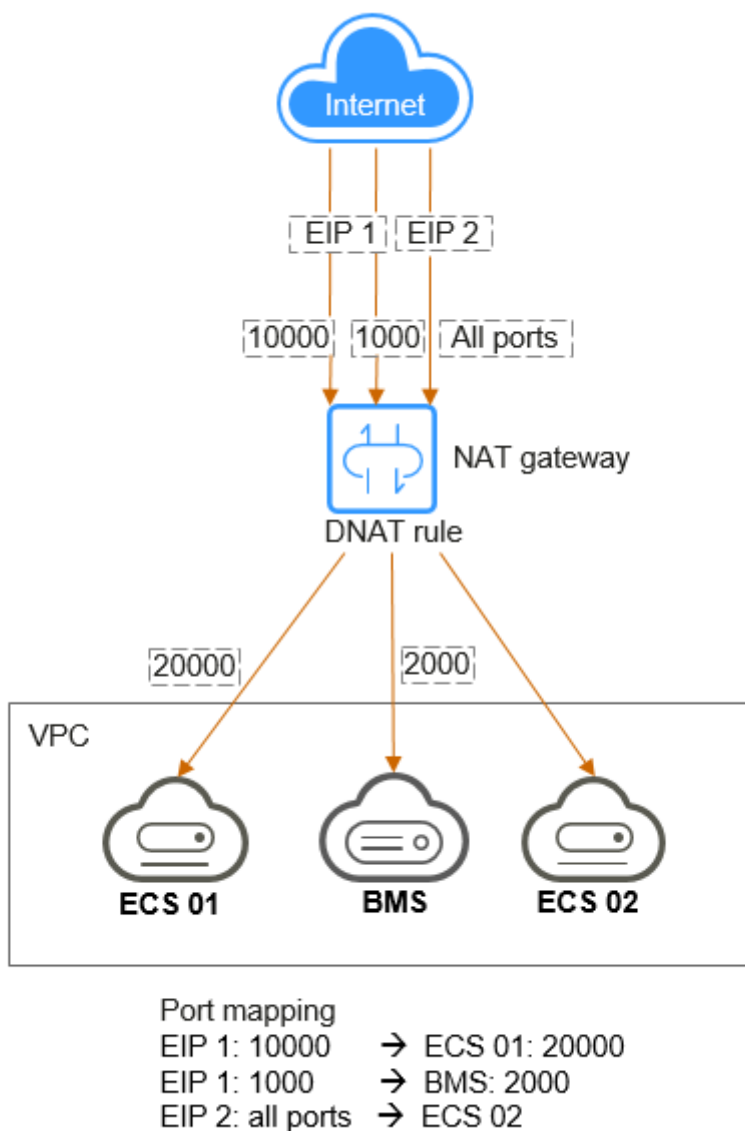 Internet
EIP 1 EIP 2
10000 1000 All ports
NAT gateway
DNAT rule
20000 2000
VPC
ECS 01 BMS ECS 02
Port mapping
EIP 1: 10000 → ECS 01: 20000
EIP 1: 1000 → BMS: 2000
EIP 2: all ports → ECS 02